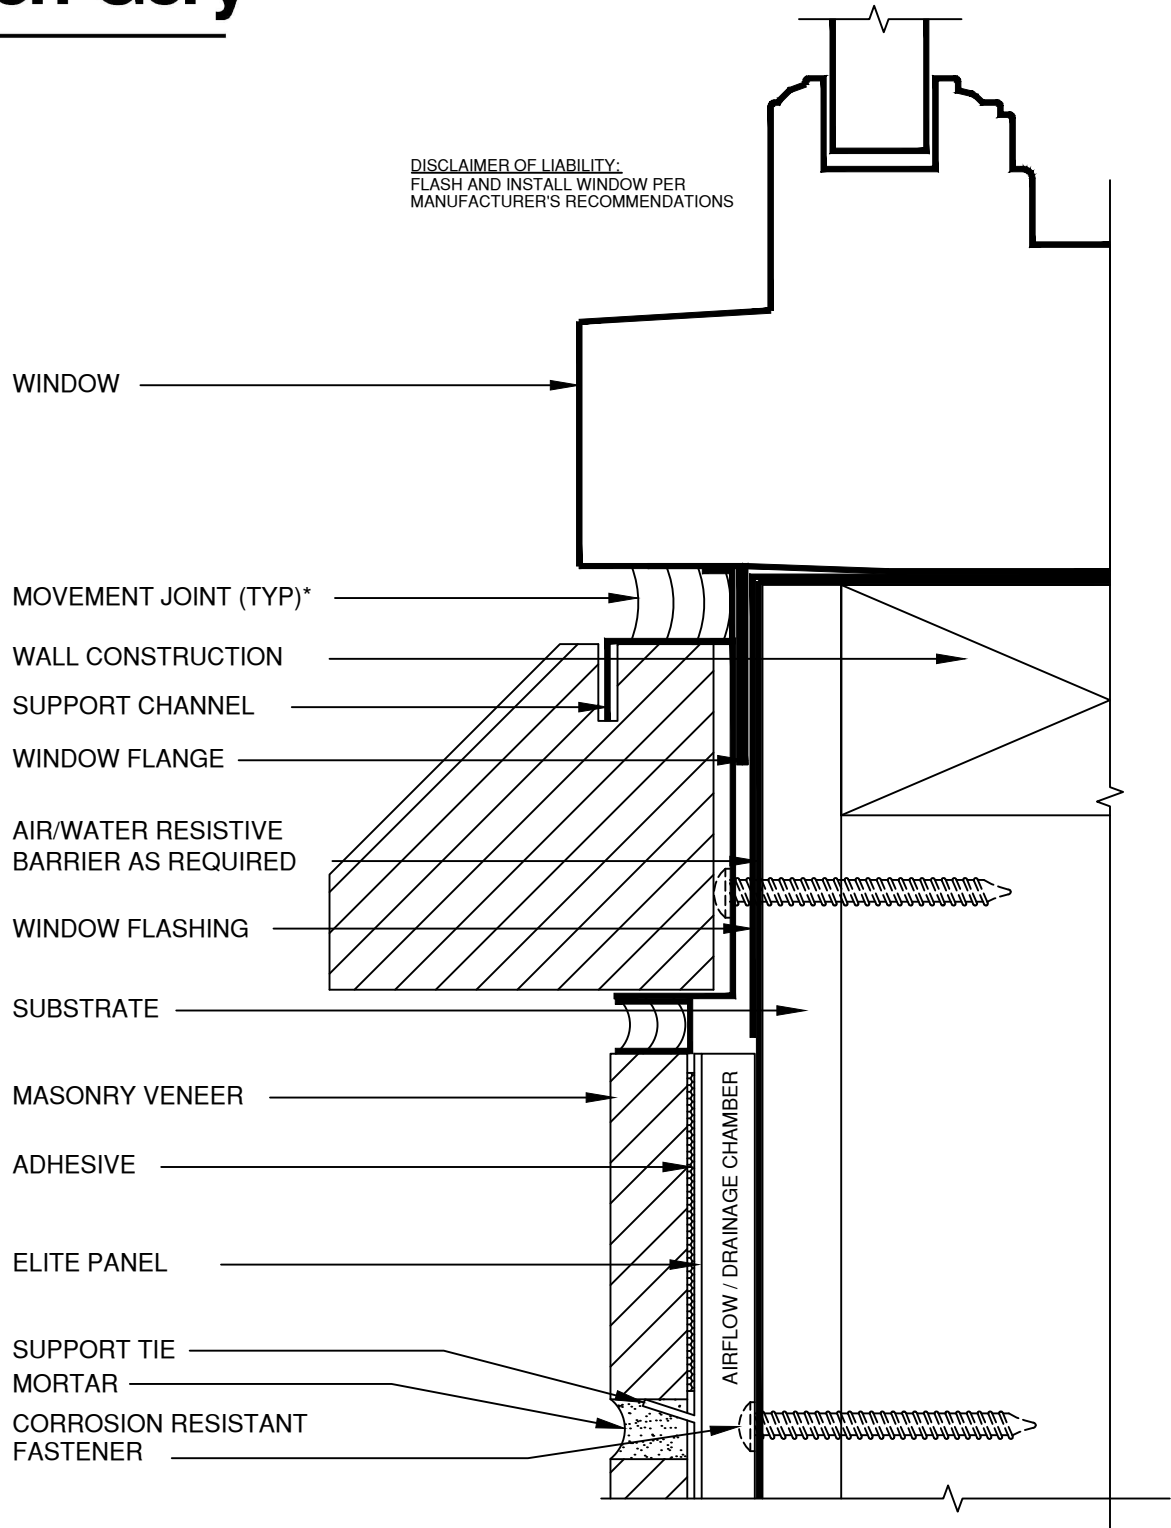 DISCLAIMER OF LIABILITY:
FLASH AND INSTALL WINDOW PER
MANUFACTURER'S RECOMMENDATIONS
WINDOW
MOVEMENT JOINT (TYP)*
WALL CONSTRUCTION
SUPPORT CHANNEL
WINDOW FLANGE
AIR/WATER RESISTIVE
BARRIER AS REQUIRED
WINDOW FLASHING
SUBSTRATE
MASONRY VENEER
ADHESIVE
ELITE PANEL
AIRFLOW / DRAINAGE CHAMBER
SUPPORT TIE
MORTAR
CORROSION RESISTANT
FASTENER